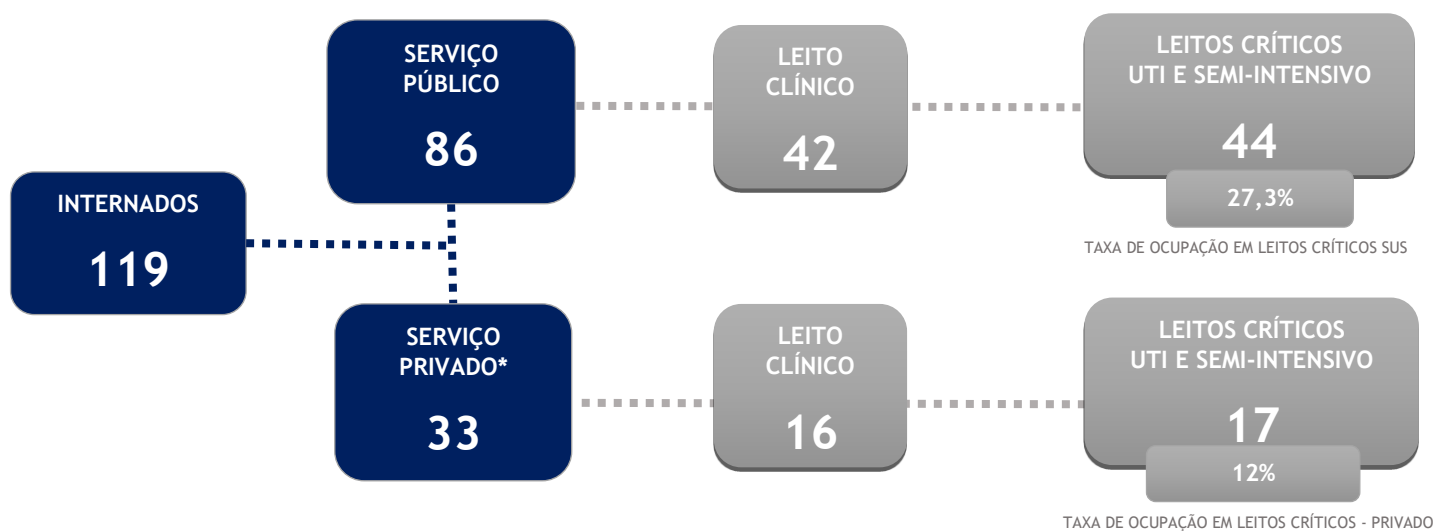 INTERNADOS
119
SERVIÇO
PÚBLICO
86
LEITO
CLÍNICO
42
LEITOS CRÍTICOS
UTI E SEMI-INTENSIVO
44
27,3%
TAXA DE OCUPAÇÃO EM LEITOS CRÍTICOS SUS
SERVIÇO
PRIVADO*
33
LEITO
CLÍNICO
16
LEITOS CRÍTICOS
UTI E SEMI-INTENSIVO
17
12%
TAXA DE OCUPAÇÃO EM LEITOS CRÍTICOS - PRIVADO